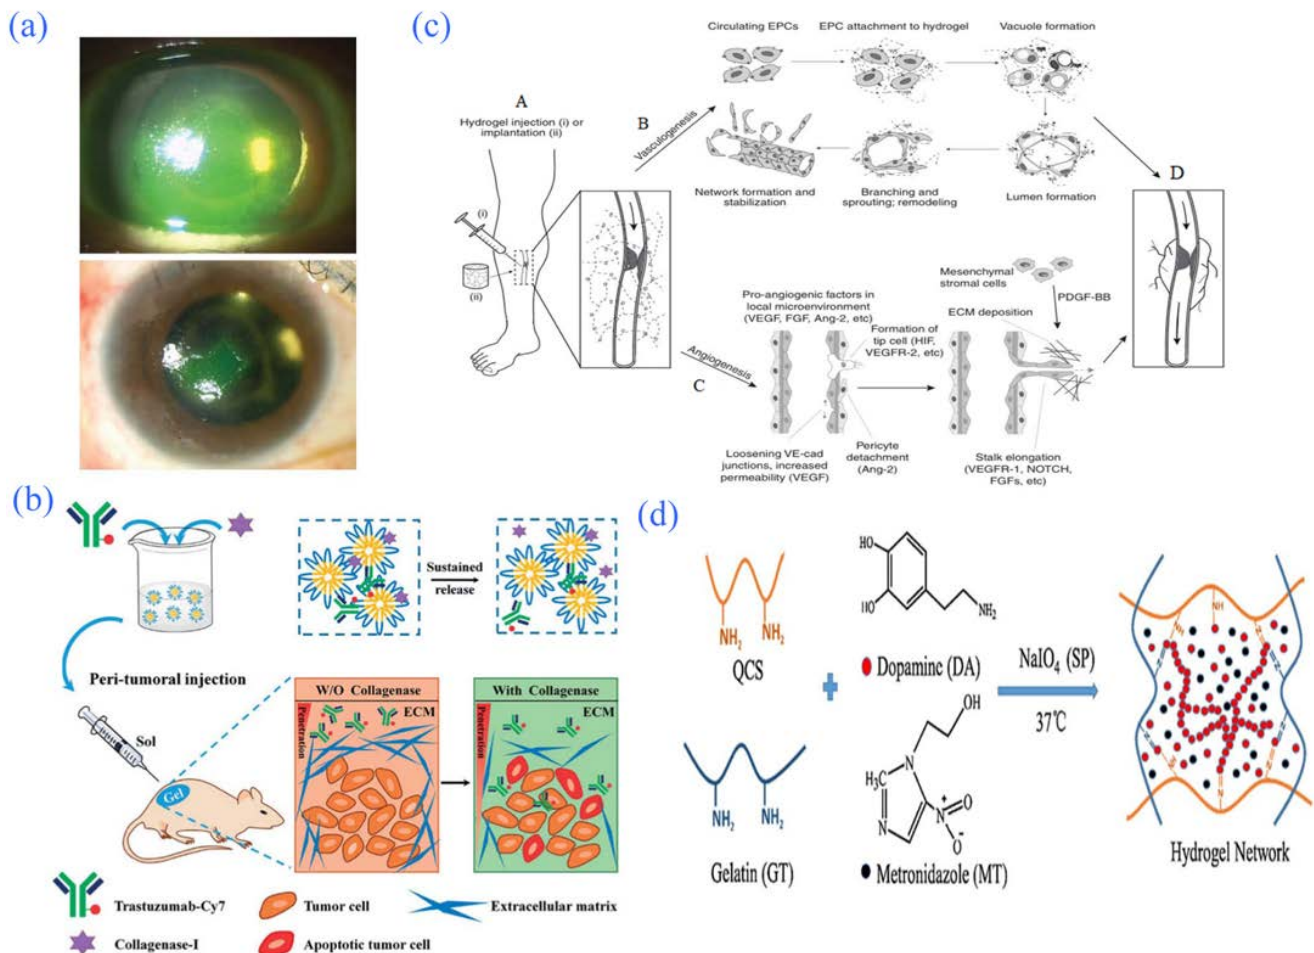 (a)
(c)
A
Hydrogel injection (i) or
implantation (ii)
(i)
(ii)
B
Vasculogenesis
Circulating EPCs
EPC attachment to hydrogel
Vacuole formation
Network formation and
stabilization
Branching and
sprouting; remodeling
Lumen formation
D
Angiogenesis
C
Pro-angiogenic factors in
local microenvironment
(VEGF, FGF, Ang-2, etc)
Formation of
tip cell (HIF,
VEGFR-2, etc)
Mesenchymal
stromal cells
PDGF-BB
ECM deposition
Loosening VE-cad
junctions, increased
permeability (VEGF)
Pericyte
detachment
(Ang-2)
Stalk elongation
(VEGFR-1, NOTCH,
FGFs, etc)
(b)
Sustained
release
Peri-tumoral injection
Sol
Gel
W/O Collagenase
ECM
Penetration
With Collagenase
ECM
Penetration
Trastuzumab-Cy7
Tumor cell
Extracellular matrix
Collagenase-I
Apoptotic tumor cell
(d)
NH2
NH2
QCS
NH2
NH2
Gelatin (GT)
HO
HO
NH2
Dopamine (DA)
OH
H3C
N
N
N+
O
O-
Metronidazole (MT)
NaIO4 (SP)
37℃
NH
Hydrogel Network